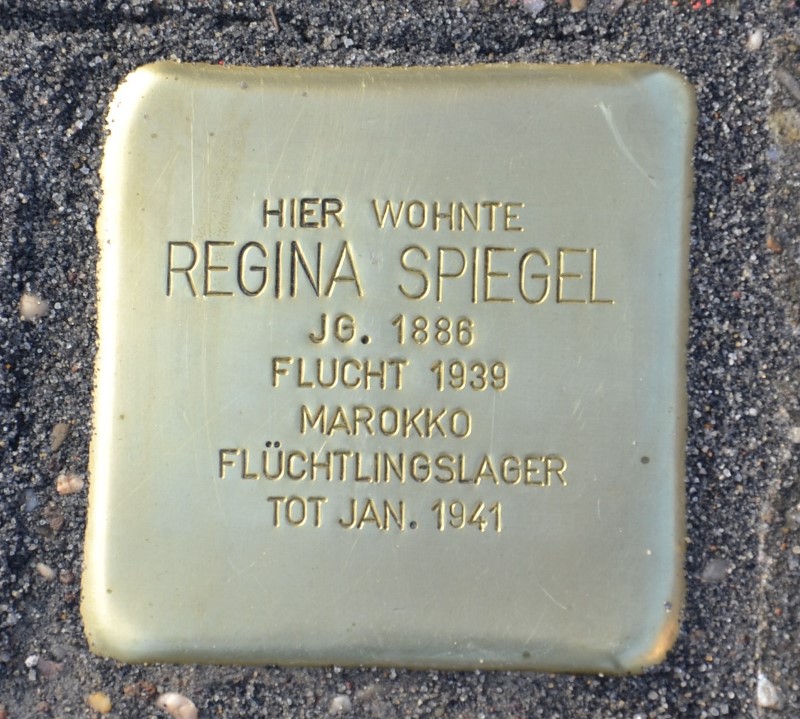 HIER WOHNTE
REGINA SPIEGEL
JG. 1886
FLUCHT 1939
MAROKKO
FLÜCHTLINGSLAGER
TOT JAN. 1941